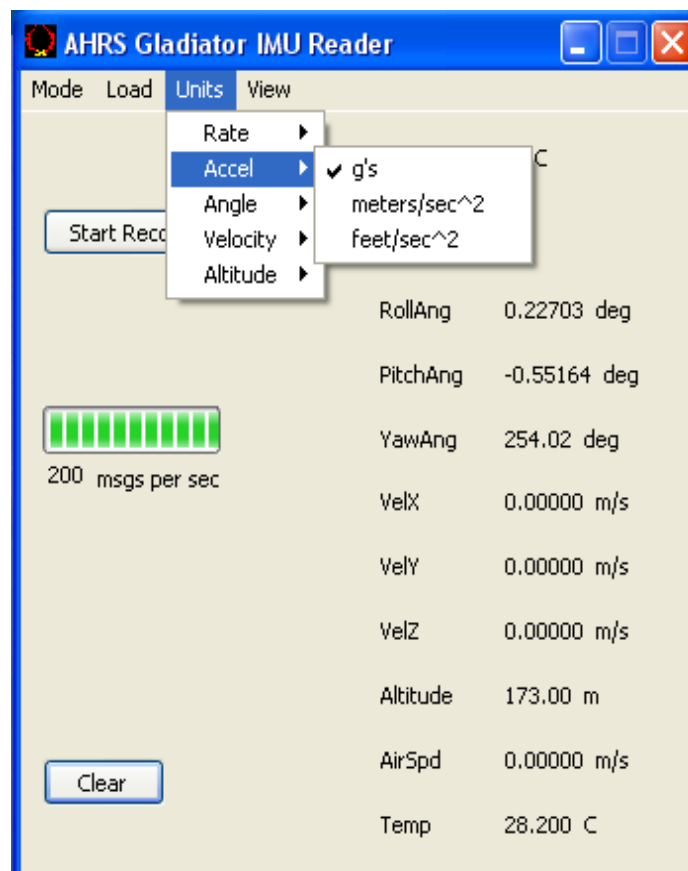 AHRS Gladiator IMU Reader
Mode Load Units View
Rate
Accel
Angle
Velocity
Altitude
g's
meters/sec^2
feet/sec^2
C
Start Reco
RollAng 0.22703 deg
PitchAng -0.55164 deg
YawAng 254.02 deg
200 msgs per sec
VelX 0.00000 m/s
VelY 0.00000 m/s
VelZ 0.00000 m/s
Altitude 173.00 m
AirSpd 0.00000 m/s
Clear
Temp 28.200 C